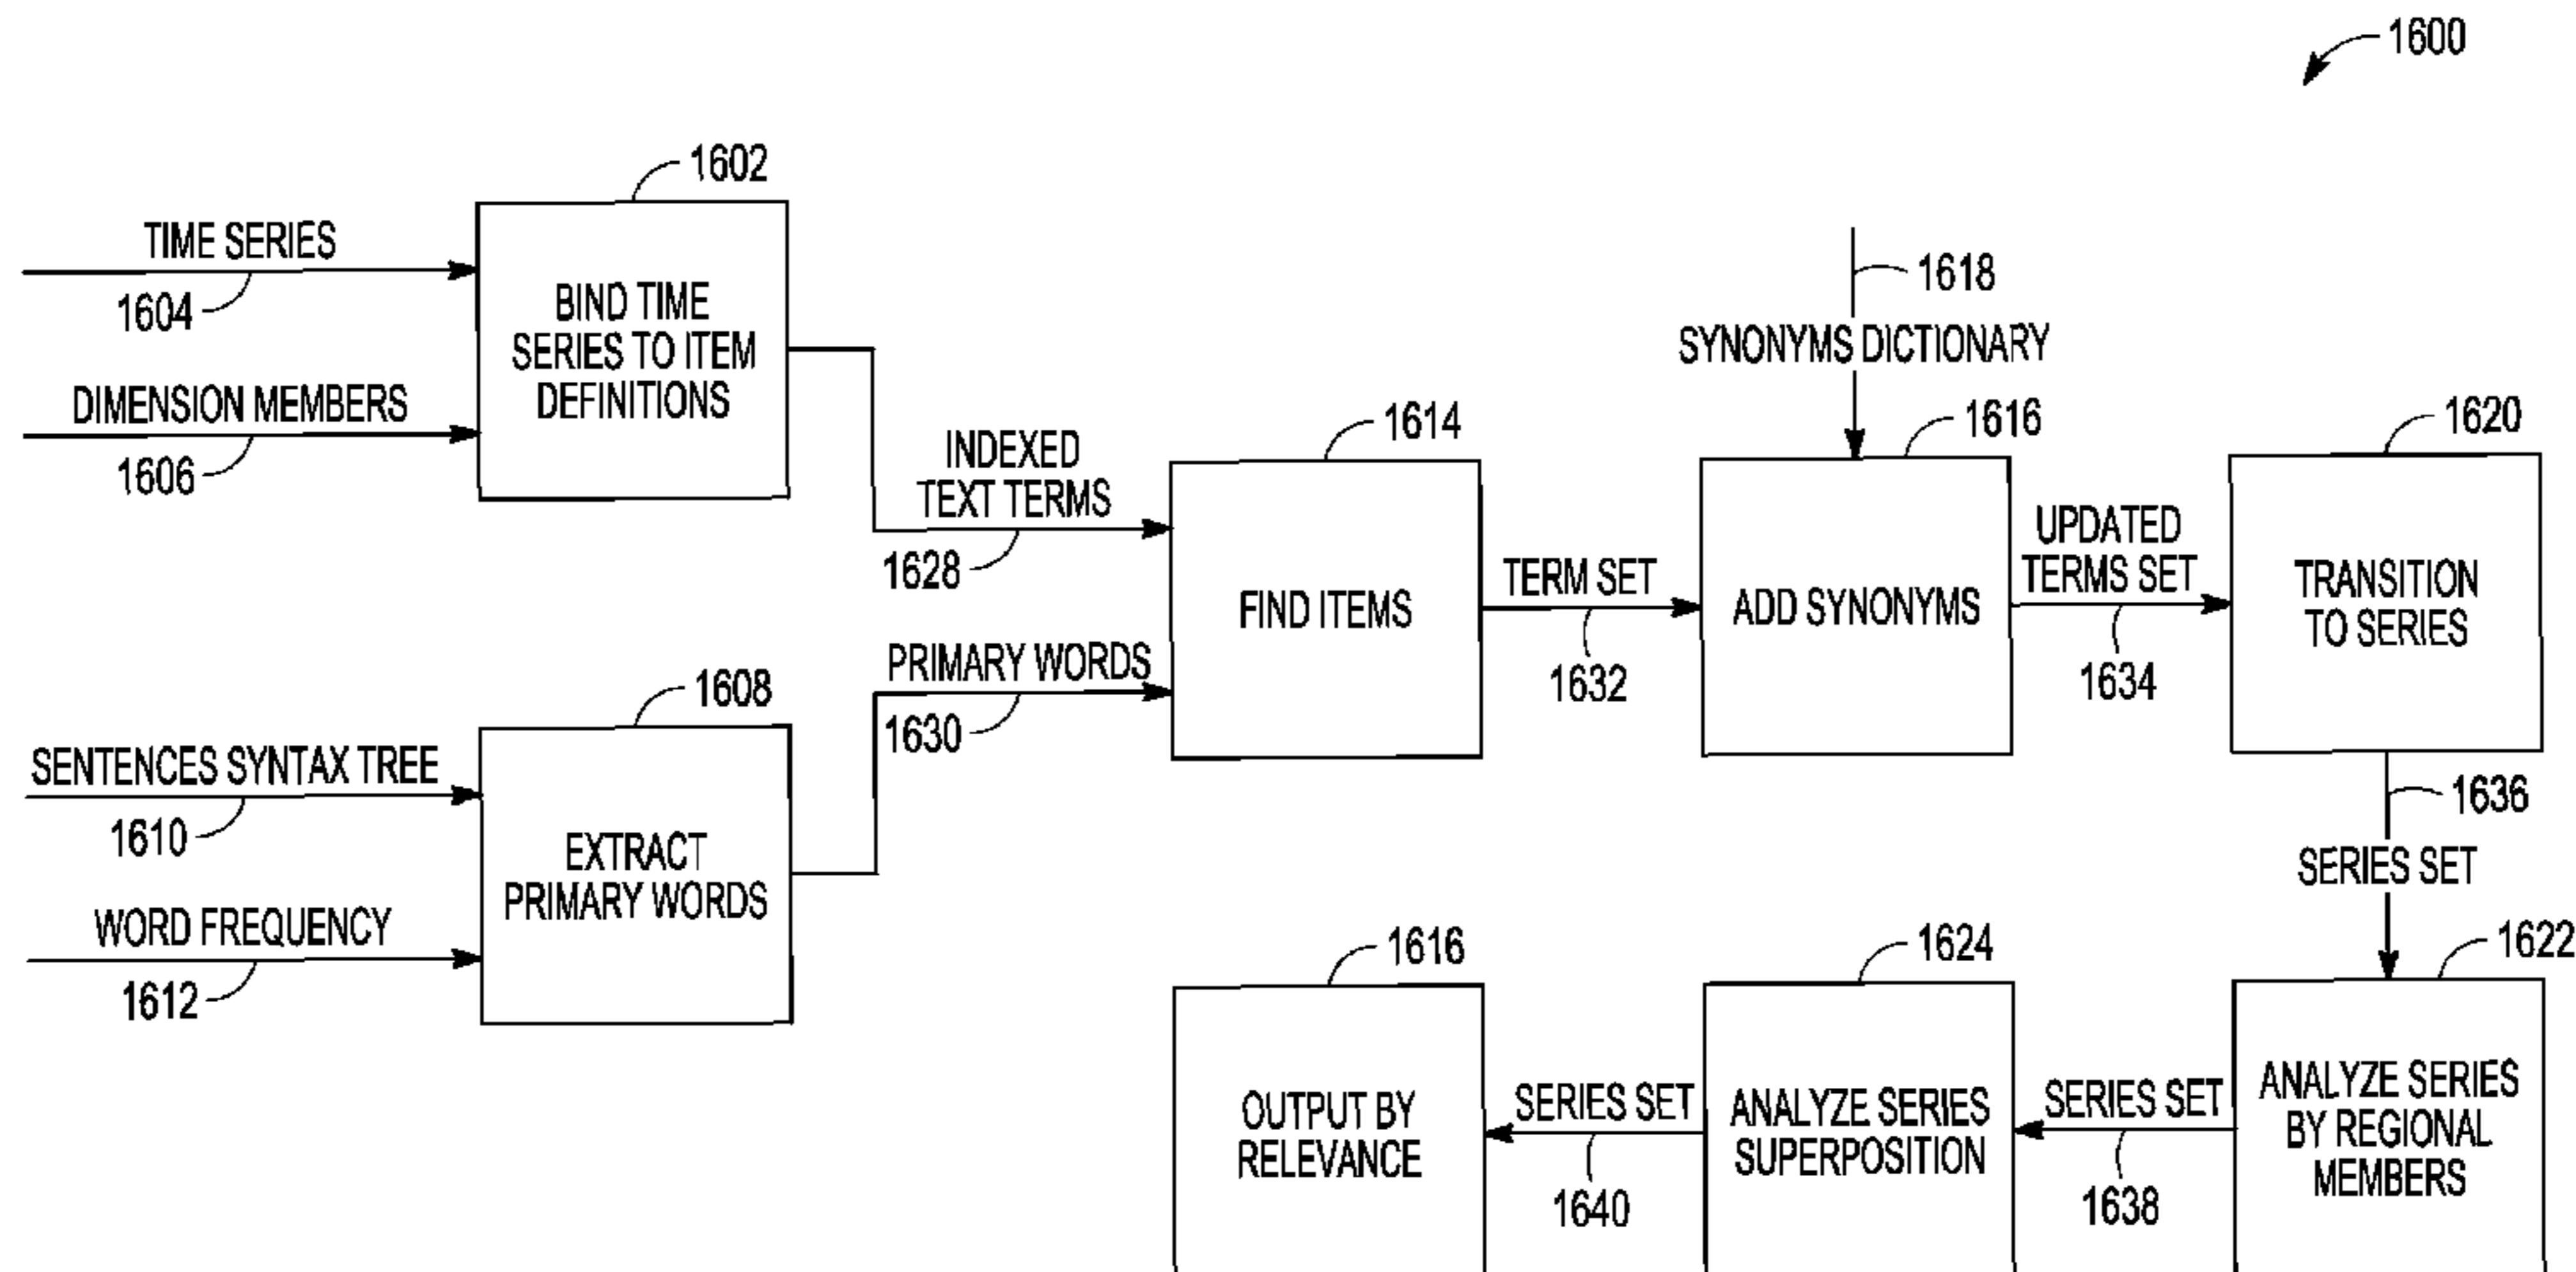 1600
1602
TIME SERIES
1604
DIMENSION MEMBERS
1606
BIND TIME
SERIES TO ITEM
DEFINITIONS
INDEXED
TEXT TERMS
1628
1608
SENTENCES SYNTAX TREE
1610
WORD FREQUENCY
1612
EXTRACT
PRIMARY WORDS
PRIMARY WORDS
1630
1614
FIND ITEMS
TERM SET
1632
1618
SYNONYMS DICTIONARY
1616
ADD SYNONYMS
UPDATED
TERMS SET
1634
1620
TRANSITION
TO SERIES
1636
SERIES SET
1622
ANALYZE SERIES
BY REGIONAL
MEMBERS
SERIES SET
1638
1624
ANALYZE SERIES
SUPERPOSITION
SERIES SET
1640
1616
OUTPUT BY
RELEVANCE